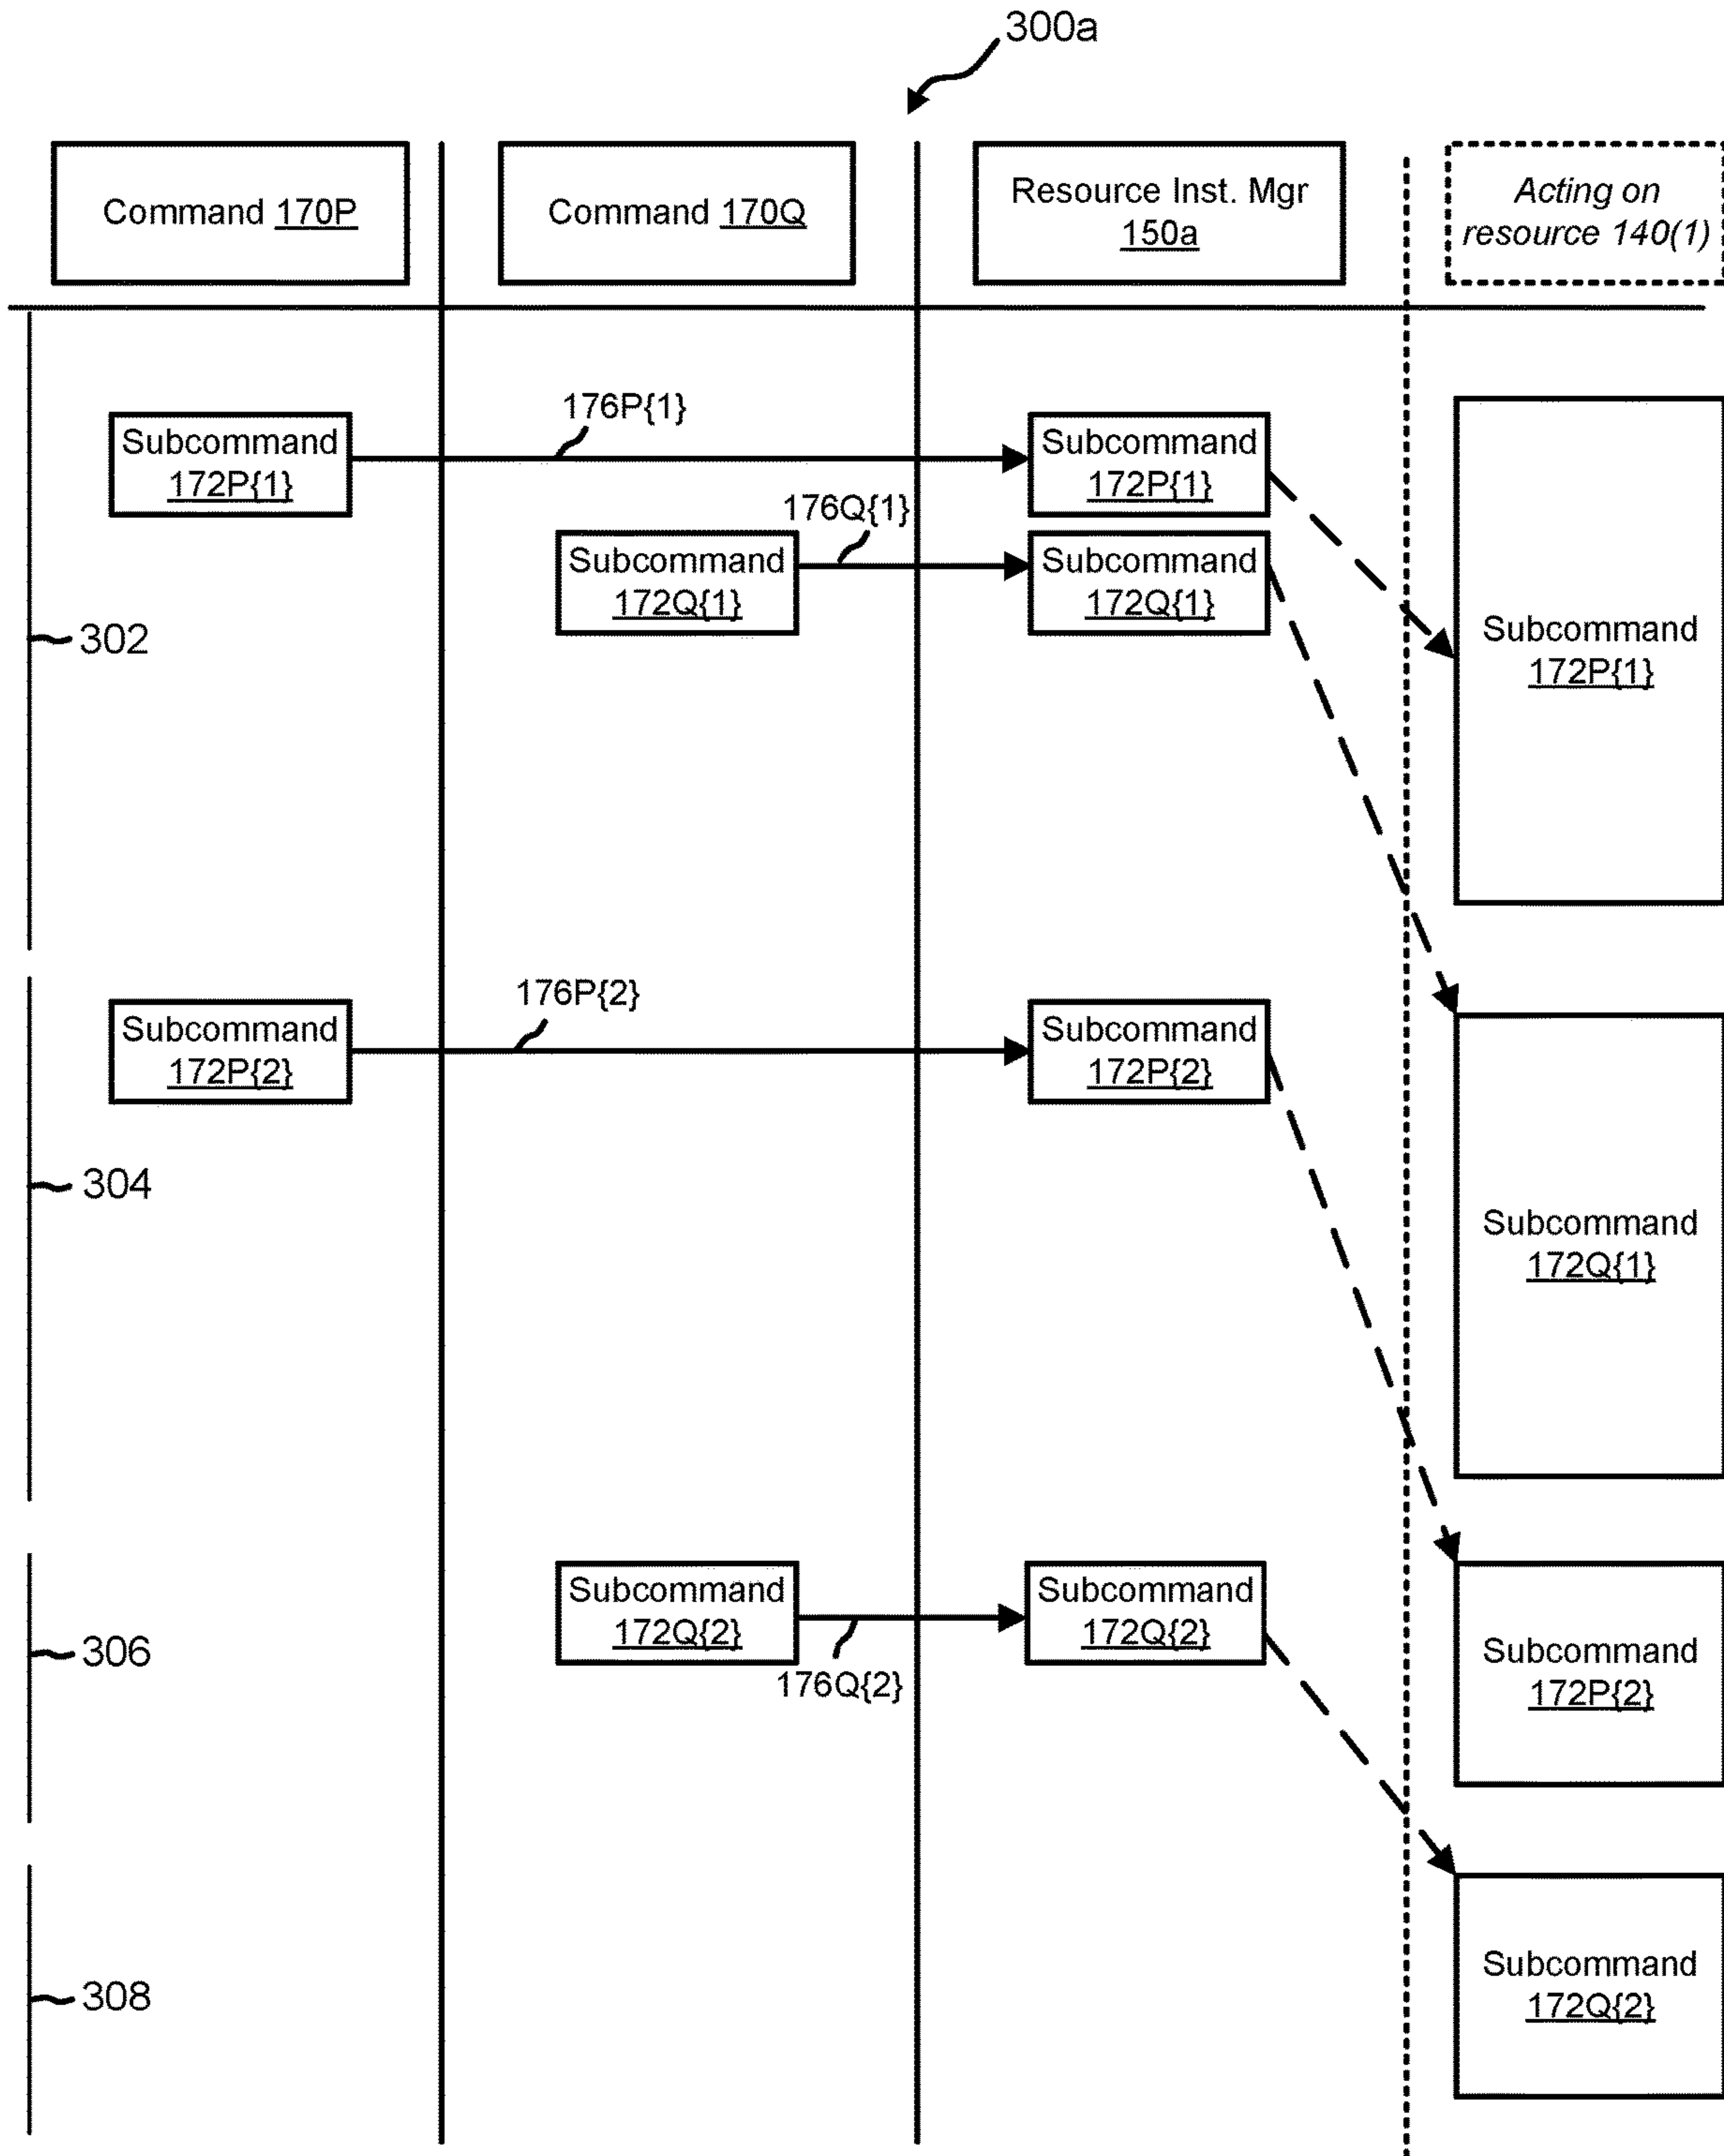 300a
Command 170P
Command 170Q
Resource Inst. Mgr
150a
Acting on
resource 140(1)
176P{1}
Subcommand
172P{1}
Subcommand
172P{1}
176Q{1}
Subcommand
172Q{1}
Subcommand
172Q{1}
302
Subcommand
172P{1}
176P{2}
Subcommand
172P{2}
Subcommand
172P{2}
304
Subcommand
172Q{1}
Subcommand
172Q{2}
Subcommand
172Q{2}
176Q{2}
306
Subcommand
172P{2}
308
Subcommand
172Q{2}